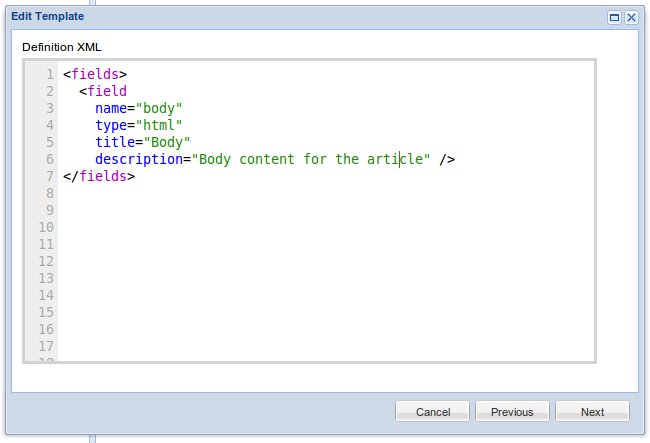 Edit Template
Definition XML
1 <fields>
2   <field
3     name="body"
4     type="html"
5     title="Body"
6     description="Body content for the article" />
7 </fields>
8
9
10
11
12
13
14
15
16
17
18
Cancel Previous Next